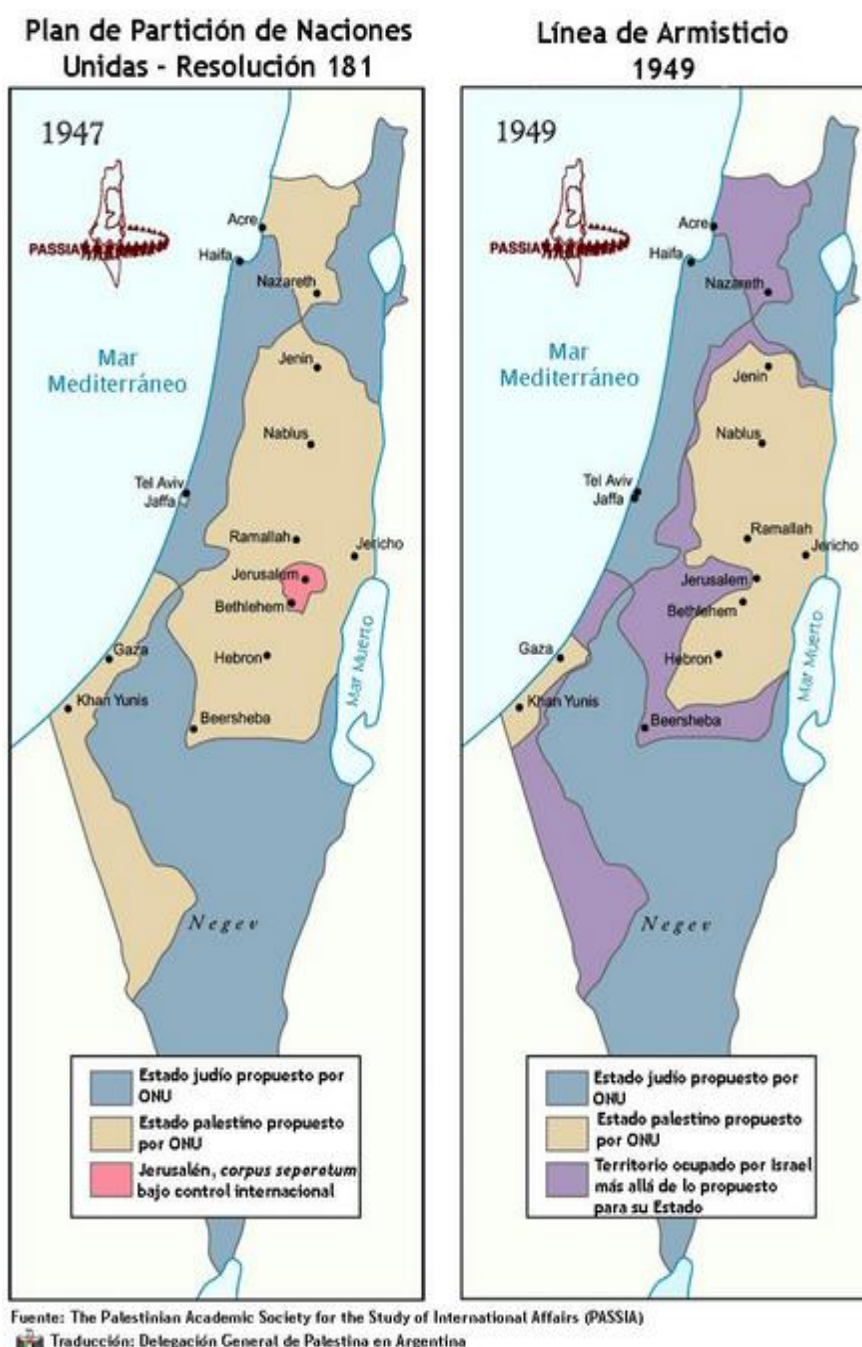 Plan de Partición de Naciones
Unidas - Resolución 181
1947
PASSIA
Acre
Haifa
Nazareth
Mar
Mediterráneo
Jenin
Nablus
Tel Aviv
Jaffa
Ramallah
Jericho
Jerusalem
Bethlehem
Gaza
Hebron
Mar Muerto
Khan Yunis
Beersheba
Negev
Estado judío propuesto por
ONU
Estado palestino propuesto
por ONU
Jerusalén, corpus seperatum
bajo control internacional
Línea de Armisticio
1949
1949
PASSIA
Acre
Haifa
Nazareth
Mar
Mediterráneo
Jenin
Nablus
Tel Aviv
Jaffa
Ramallah
Jericho
Jerusalem
Bethlehem
Gaza
Hebron
Mar Muerto
Khan Yunis
Beersheba
Negev
Estado judío propuesto por
ONU
Estado palestino propuesto
por ONU
Territorio ocupado por Israel
más allá de lo propuesto
para su Estado
Fuente: The Palestinian Academic Society for the Study of International Affairs (PASSIA)
Traducción: Delegación General de Palestina en Argentina